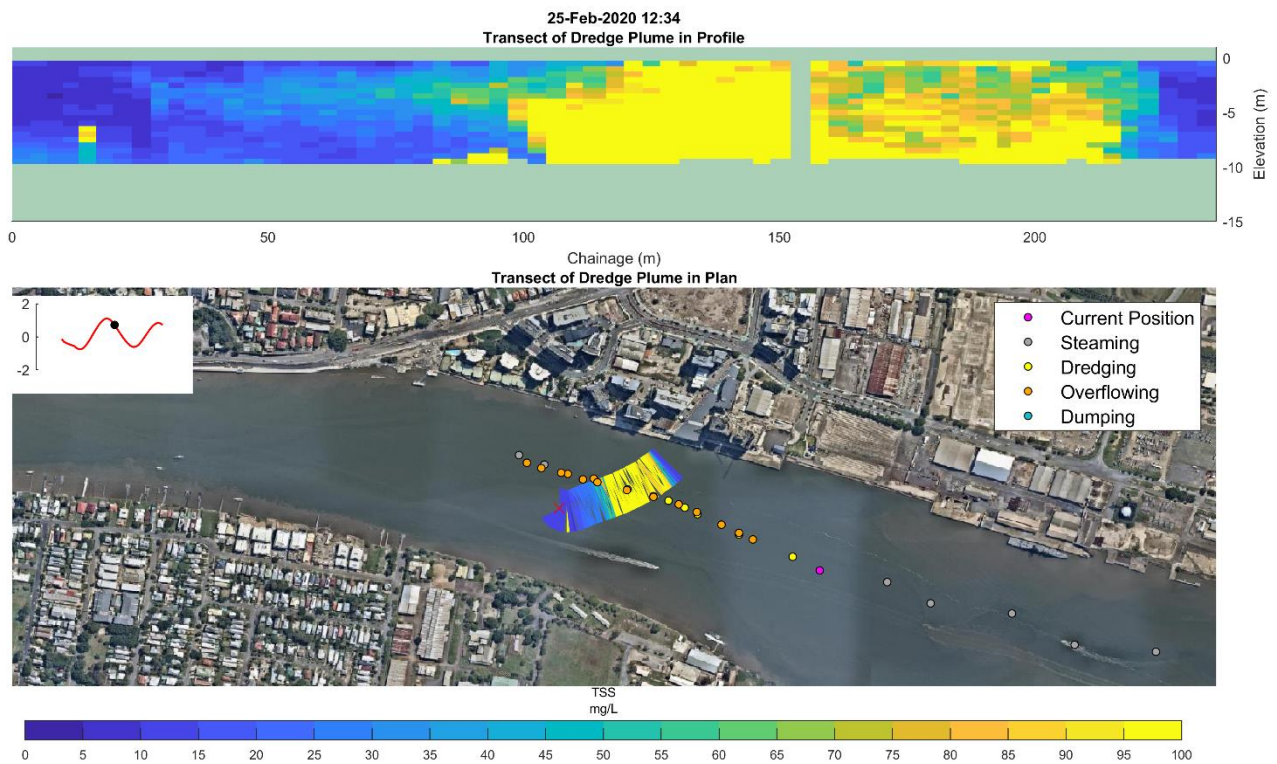 25-Feb-2020 12:34
Transect of Dredge Plume in Profile
0
-5
-10
-15
Elevation (m)
0 50 100 150 200
Chainage (m)
Transect of Dredge Plume in Plan
2
0
-2
Current Position
Steaming
Dredging
Overflowing
Dumping
TSS
mg/L
0 5 10 15 20 25 30 35 40 45 50 55 60 65 70 75 80 85 90 95 100